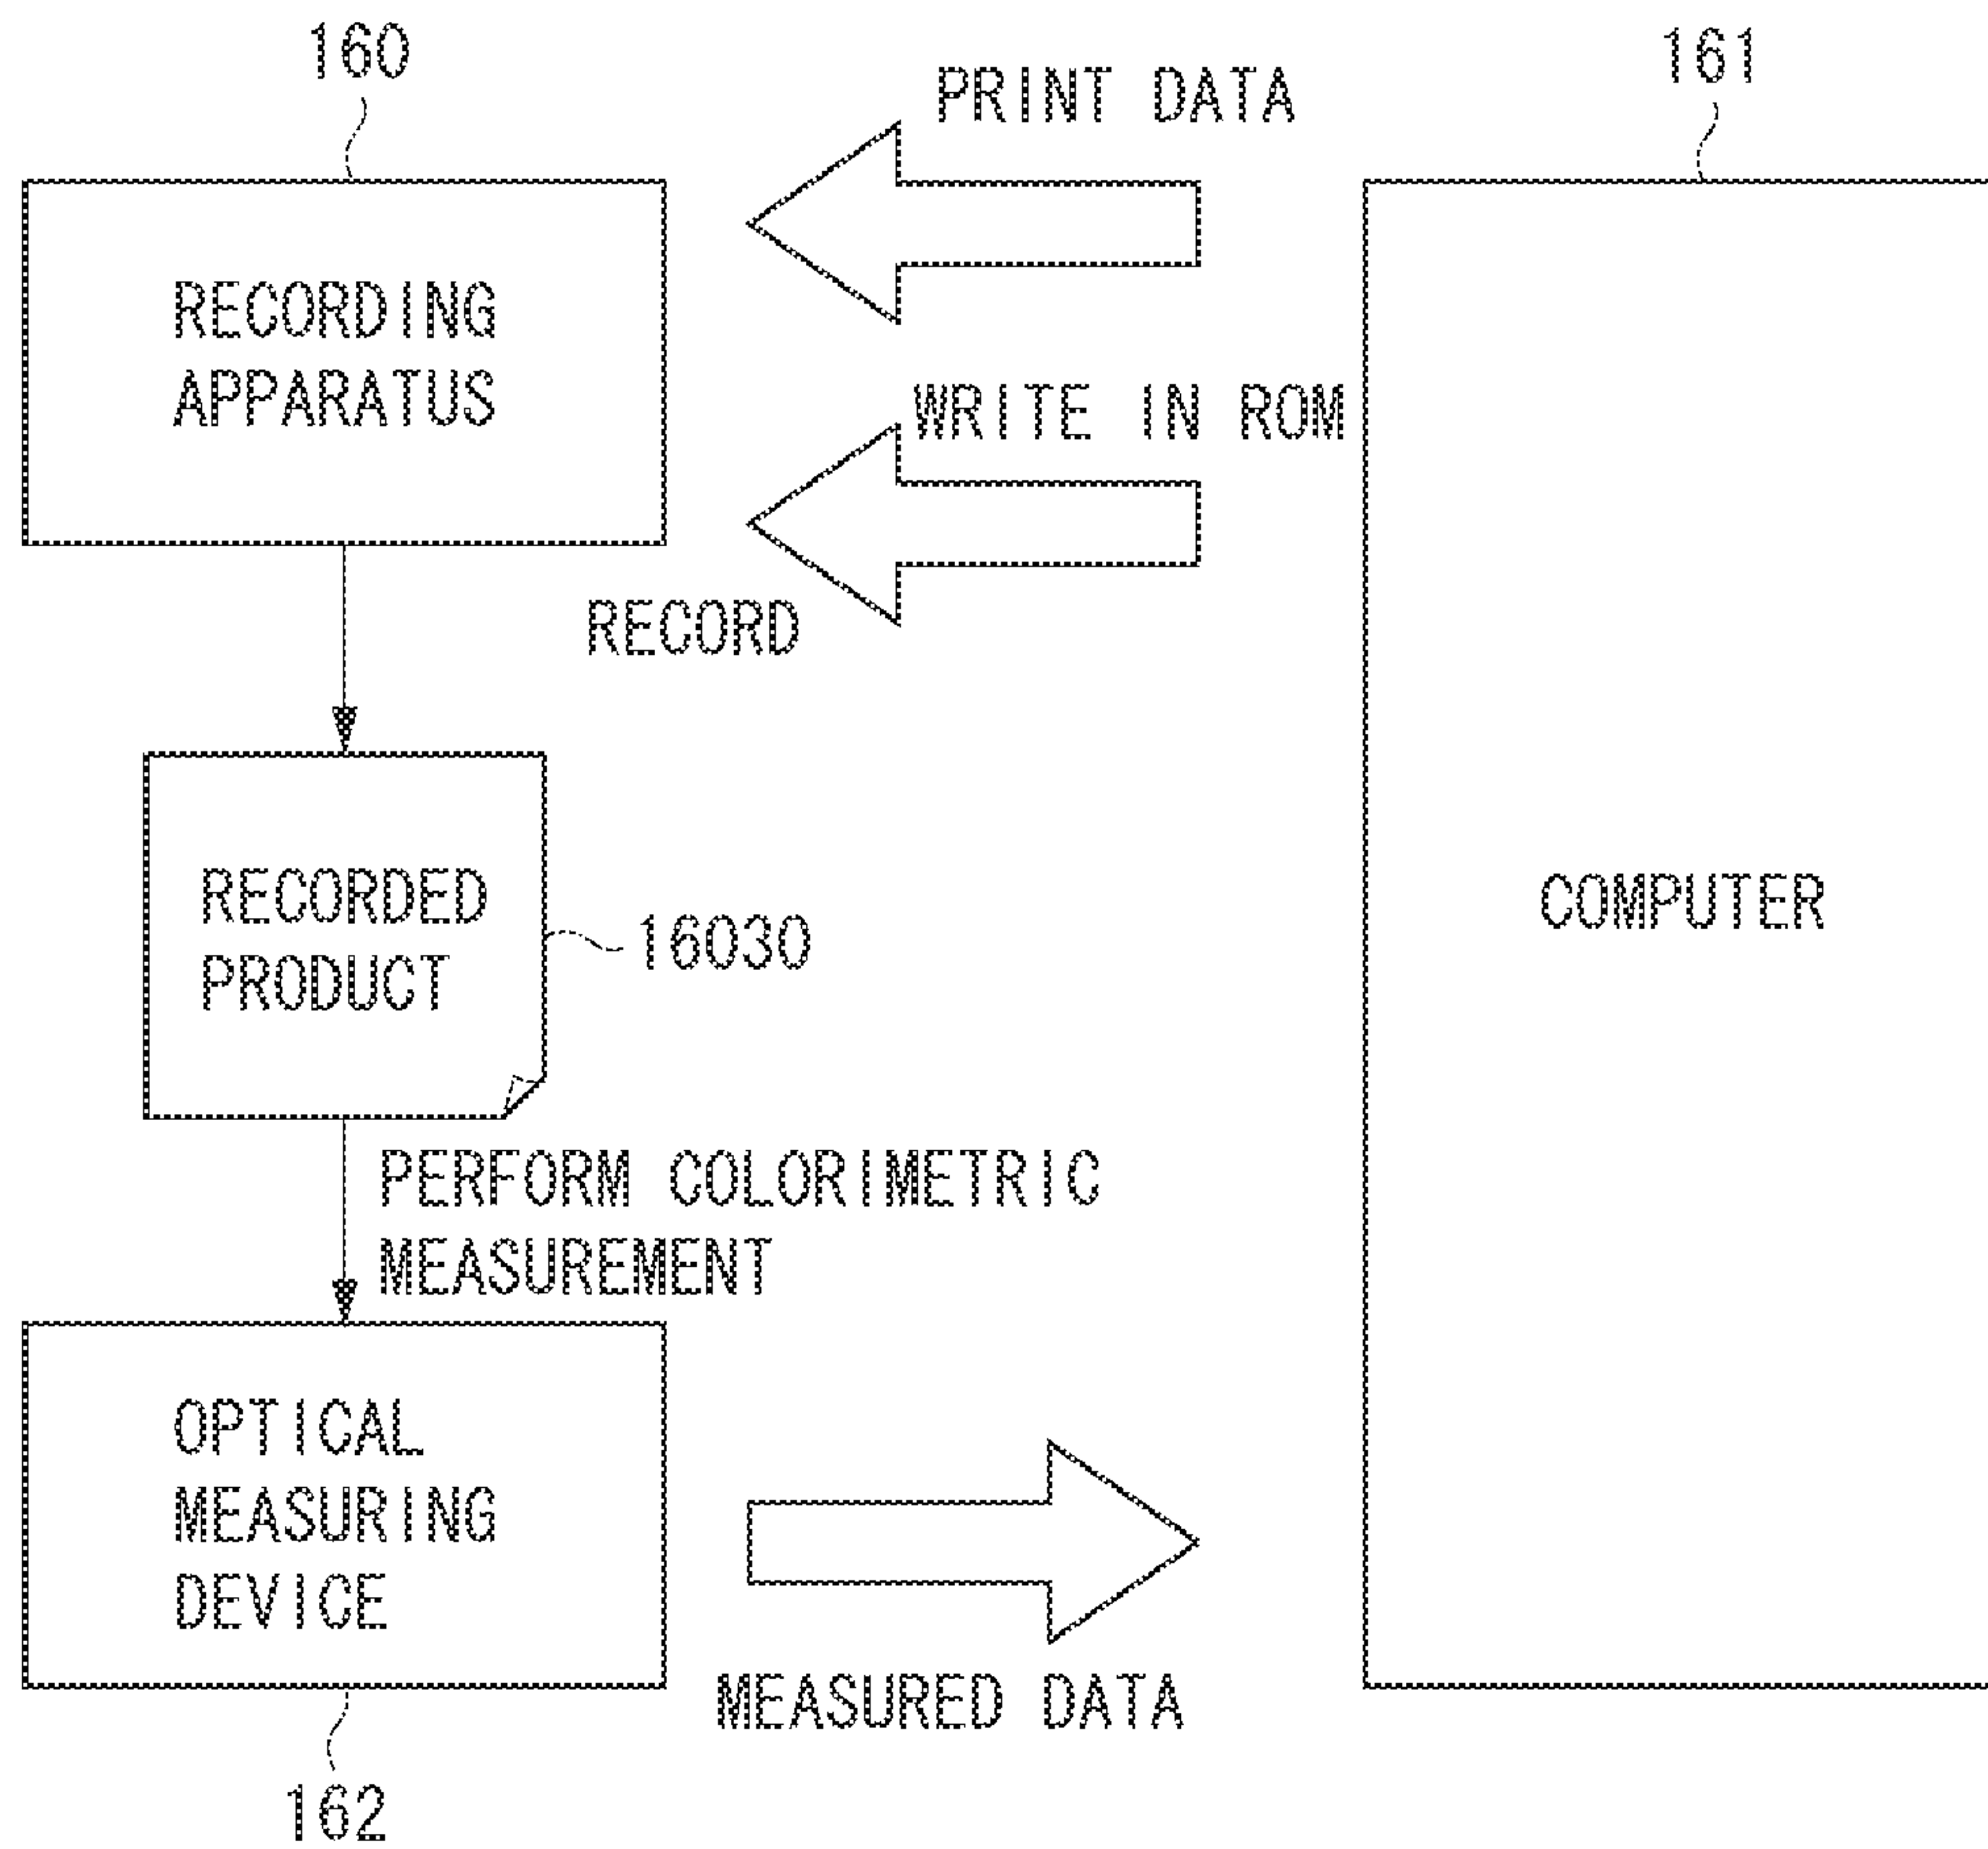 160
161
PRINT DATA
RECORDING
APPARATUS
WRITE IN ROM
RECORD
RECORDED
PRODUCT
16030
COMPUTER
PERFORM COLORIMETRIC
MEASUREMENT
OPTICAL
MEASURING
DEVICE
MEASURED DATA
162